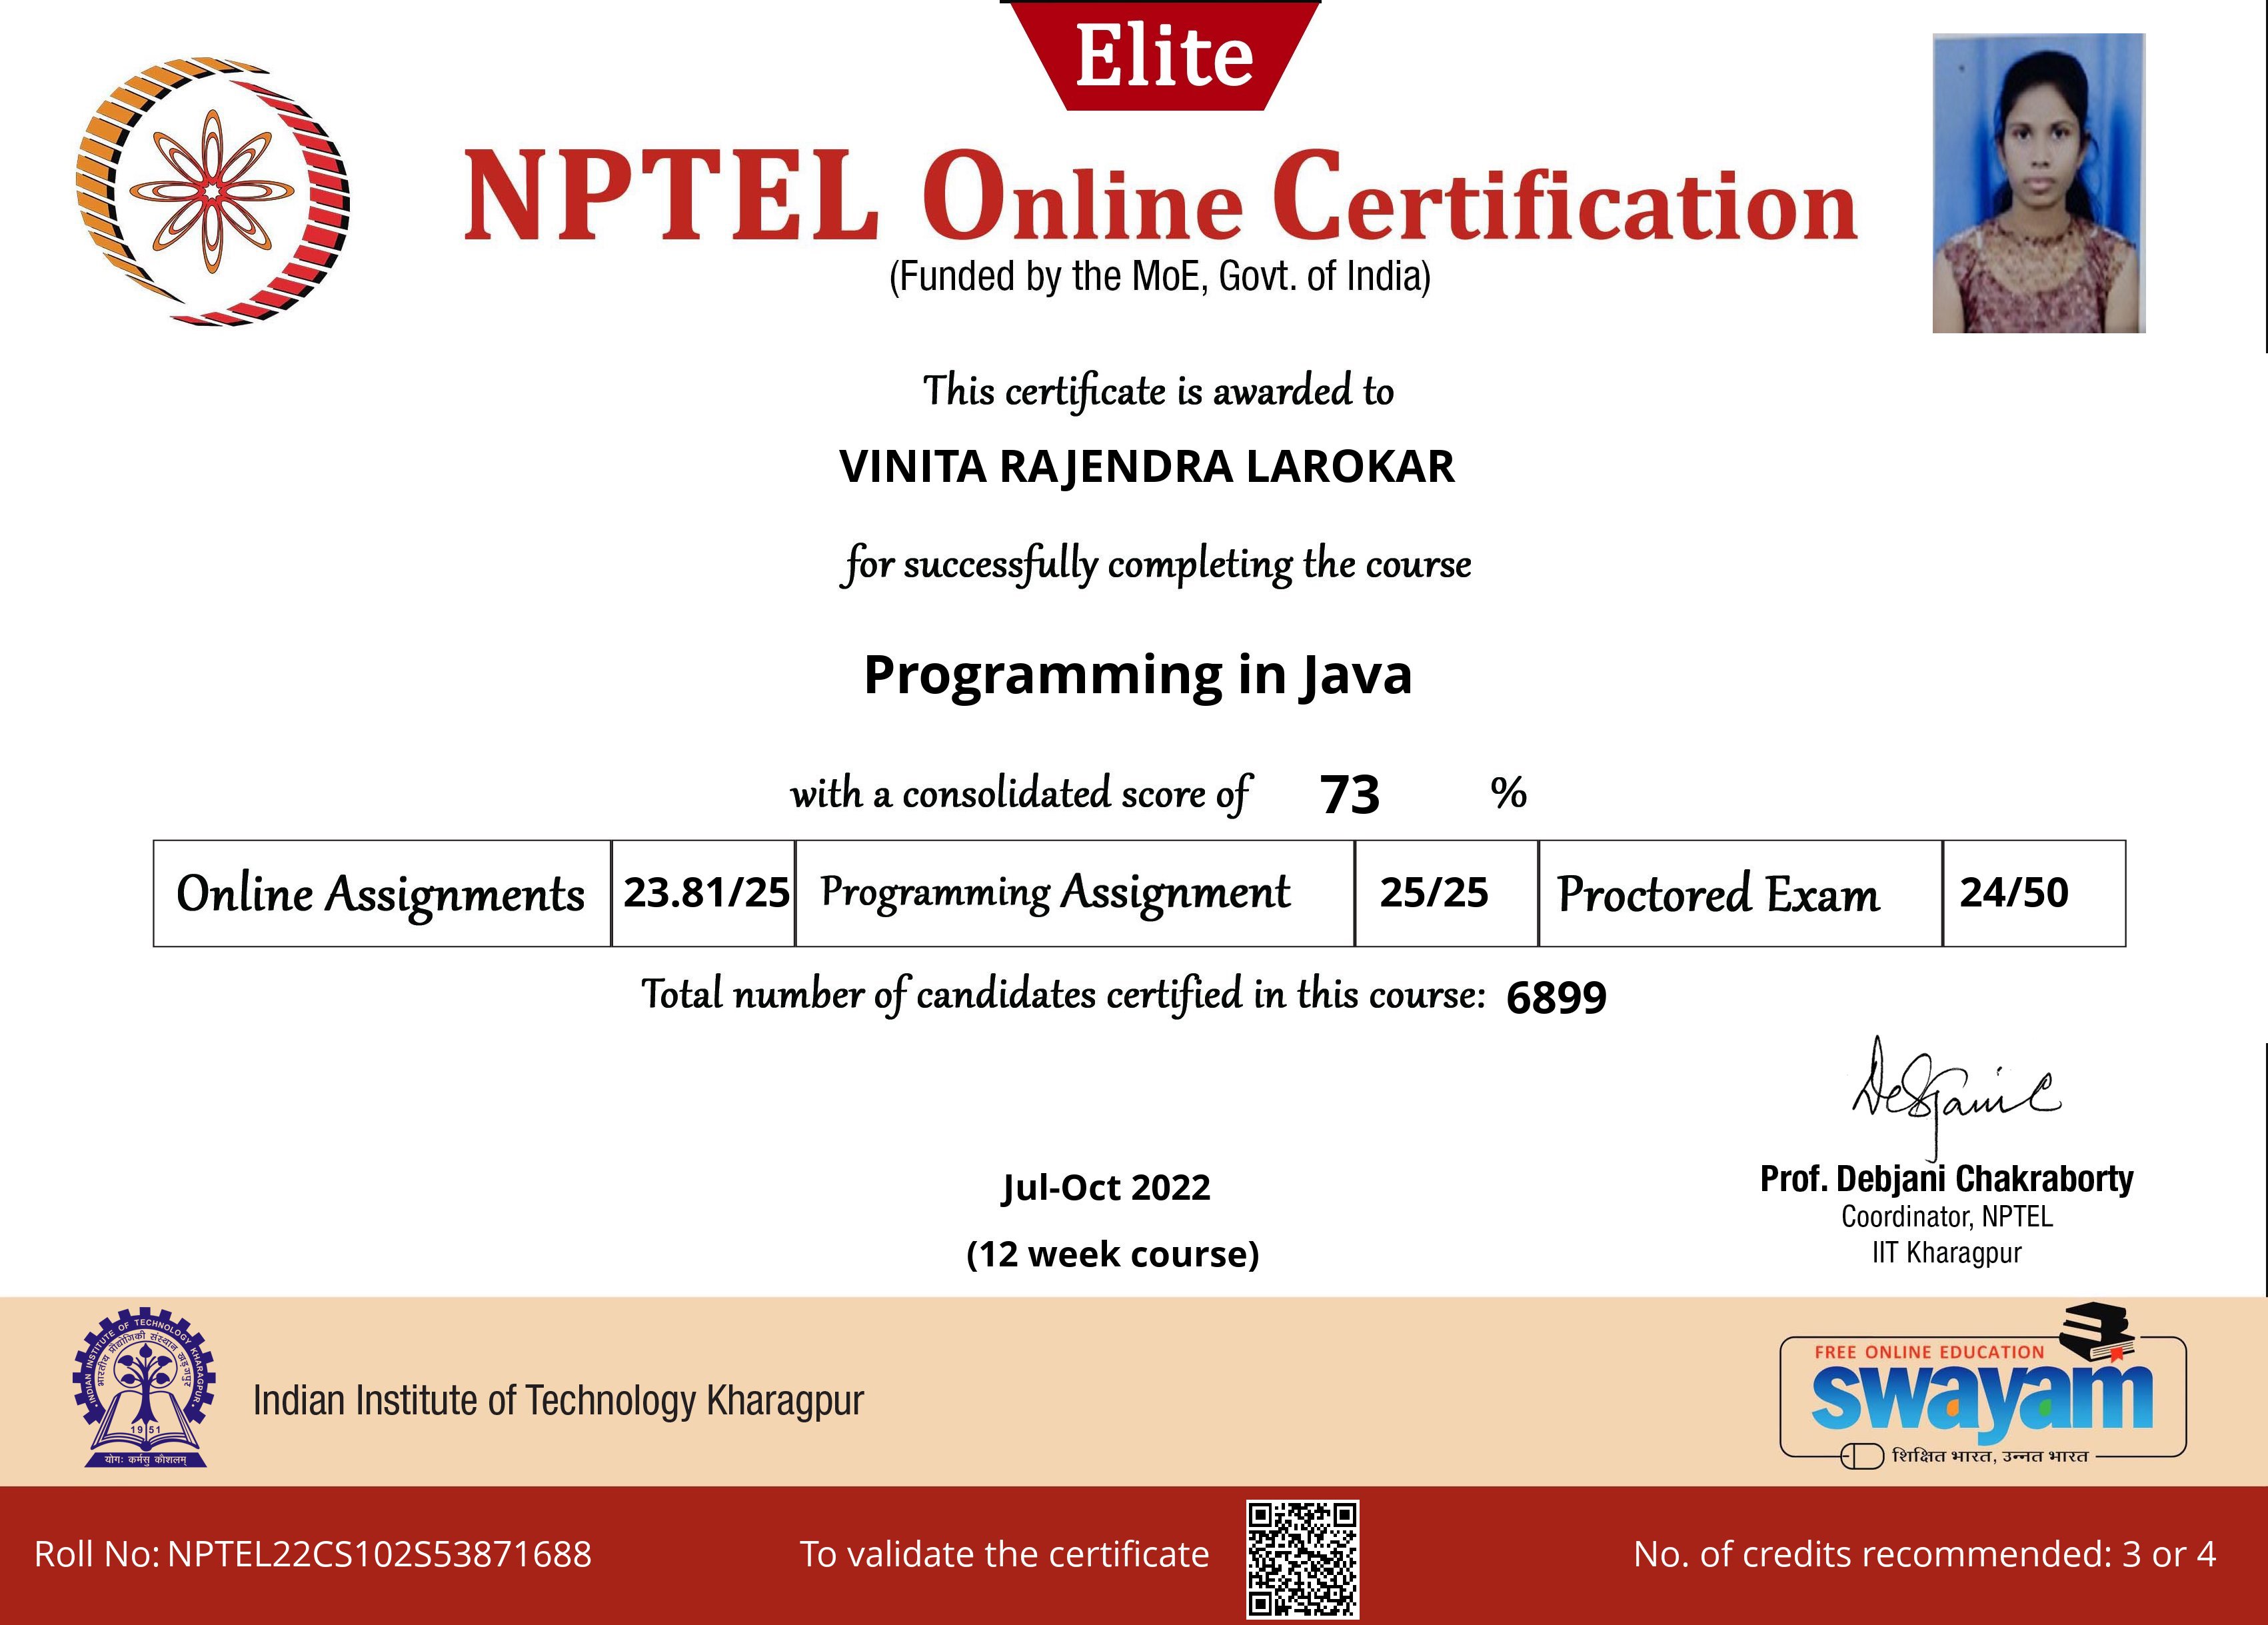 Elite
NPTEL Online Certification
(Funded by the MoE, Govt. of India)
This certificate is awarded to
VINITA RAJENDRA LAROKAR
for successfully completing the course
Programming in Java
with a consolidated score of 73 %
Online Assignments 23.81/25 Programming Assignment 25/25 Proctored Exam 24/50
Total number of candidates certified in this course: 6899
Prof. Debjani Chakraborty
Coordinator, NPTEL
IIT Kharagpur
Jul-Oct 2022
(12 week course)
INDIAN INSTITUTE OF TECHNOLOGY KHARAGPUR
भारतीय प्रौद्योगिकी संस्थान खड़गपुर
1951
योगः कर्मसु कौशलम्
Indian Institute of Technology Kharagpur
FREE ONLINE EDUCATION
swayam
शिक्षित भारत, उन्नत भारत
Roll No: NPTEL22CS102S53871688
To validate the certificate
No. of credits recommended: 3 or 4